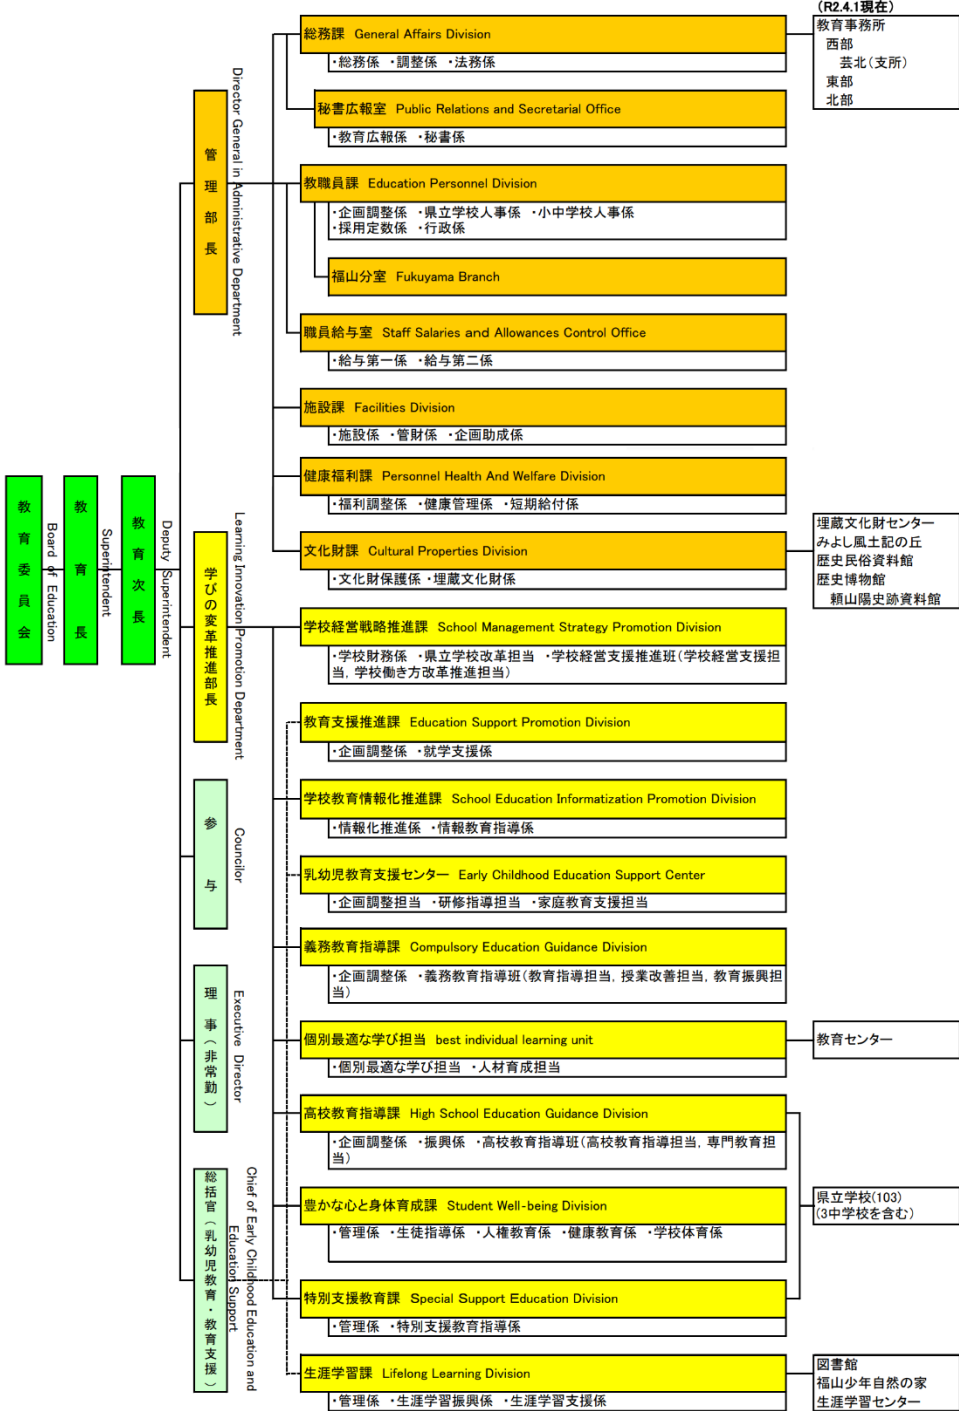 (R2.4.1現在)
教育委員会
Board of Education
教育長
Superintendent
教育次長
Deputy Superintendent
管理部長
Director General in Administrative Department
総務課 General Affairs Division
・総務係 ・調整係 ・法務係
教育事務所
西部
芸北(支所)
東部
北部
秘書広報室 Public Relations and Secretarial Office
・教育広報係 ・秘書係
教職員課 Education Personnel Division
・企画調整係 ・県立学校人事係 ・小中学校人事係
・採用定数係 ・行政係
福山分室 Fukuyama Branch
職員給与室 Staff Salaries and Allowances Control Office
・給与第一係 ・給与第二係
施設課 Facilities Division
・施設係 ・管財係 ・企画助成係
健康福利課 Personnel Health And Welfare Division
・福利調整係 ・健康管理係 ・短期給付係
文化財課 Cultural Properties Division
・文化財保護係 ・埋蔵文化財係
埋蔵文化財センター
みよし風土記の丘
歴史民俗資料館
歴史博物館
頼山陽史跡資料館
学びの変革推進部長
Learning Innovation Promotion Department
学校経営戦略推進課 School Management Strategy Promotion Division
・学校財務係 ・県立学校改革担当 ・学校経営支援推進班(学校経営支援担
当, 学校働き方改革推進担当)
教育支援推進課 Education Support Promotion Division
・企画調整係 ・就学支援係
学校教育情報化推進課 School Education Informatization Promotion Division
・情報化推進係 ・情報教育指導係
乳幼児教育支援センター Early Childhood Education Support Center
・企画調整担当 ・研修指導担当 ・家庭教育支援担当
義務教育指導課 Compulsory Education Guidance Division
・企画調整係 ・義務教育指導班(教育指導担当, 授業改善担当, 教育振興担
当)
個別最適な学び担当 best individual learning unit
・個別最適な学び担当 ・人材育成担当
教育センター
高校教育指導課 High School Education Guidance Division
・企画調整係 ・振興係 ・高校教育指導班(高校教育指導担当, 専門教育担
当)
豊かな心と身体育成課 Student Well-being Division
・管理係 ・生徒指導係 ・人権教育係 ・健康教育係 ・学校体育係
県立学校(103)
(3中学校を含む)
特別支援教育課 Special Support Education Division
・管理係 ・特別支援教育指導係
生涯学習課 Lifelong Learning Division
・管理係 ・生涯学習振興係 ・生涯学習支援係
図書館
福山少年自然の家
生涯学習センター
参与
Councilor
理事(非常勤)
Executive Director
総括官(乳幼児教育・教育支援)
Chief of Early Childhood Education and
Education Support